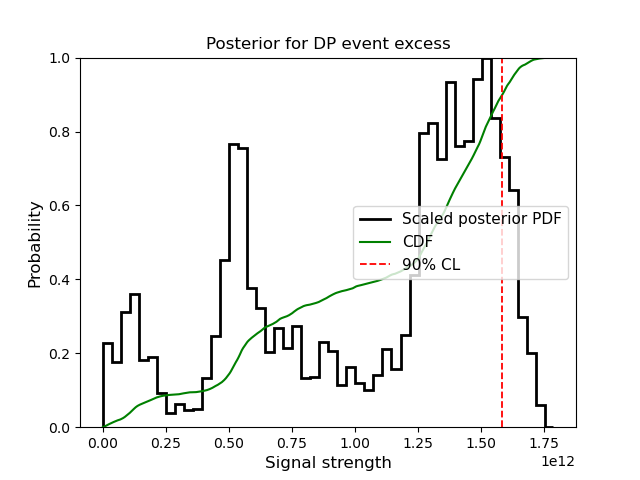 Posterior for DP event excess
1.0
0.8
0.6
0.4
0.2
0.0
Probability
Scaled posterior PDF
CDF
90% CL
0.00 0.25 0.50 0.75 1.00 1.25 1.50 1.75
1e12
Signal strength